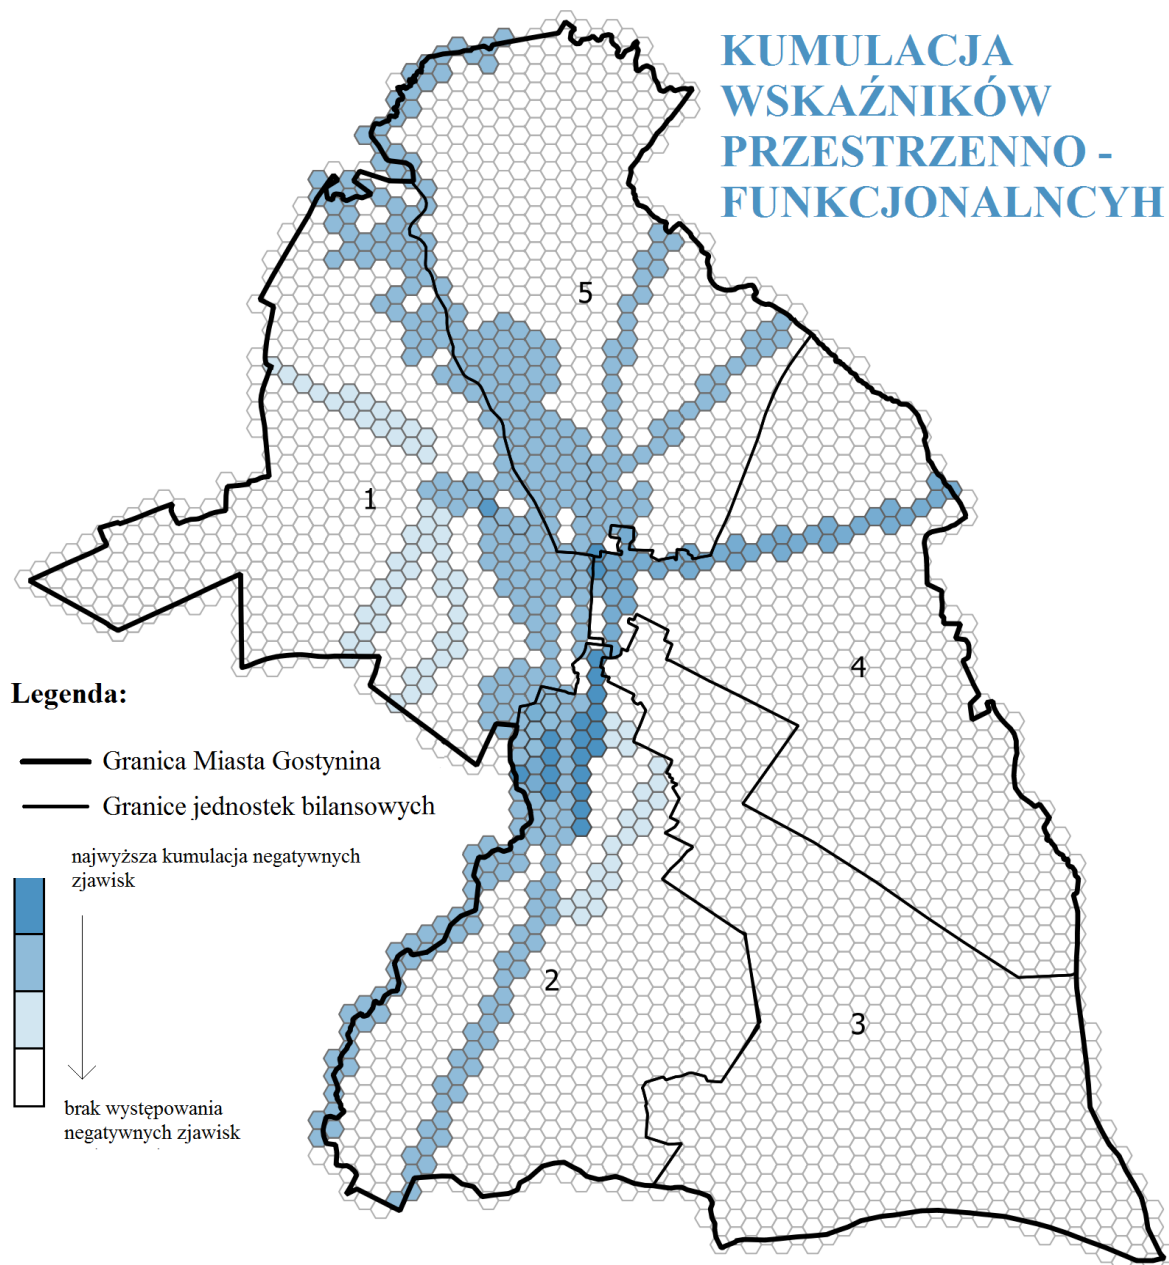 KUMULACJA
WSKAŹNIKÓW
PRZESTRZENNO -
FUNKCJONALNCYH
5
1
4
Legenda:
Granica Miasta Gostynina
Granice jednostek bilansowych
najwyższa kumulacja negatywnych
zjawisk
2
3
brak występowania
negatywnych zjawisk